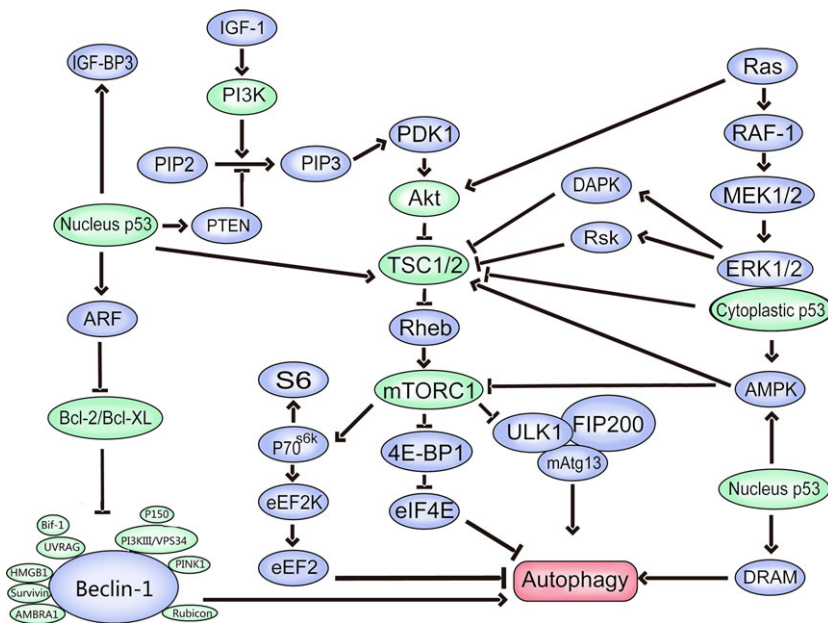 IGF-1
IGF-BP3
PI3K
Ras
PDK1
RAF-1
PIP2
PIP3
Akt
DAPK
MEK1/2
Nucleus p53
PTEN
Rsk
TSC1/2
ERK1/2
Cytoplastic p53
ARF
Rheb
S6
mTORC1
AMPK
Bcl-2/Bcl-XL
P70s6k
4E-BP1
ULK1
FIP200
mAtg13
Nucleus p53
eEF2K
eIF4E
P150
Bif-1
PI3KIII/VPS34
UVRAG
PINK1
HMGB1
Survivin
AMBRA1
Beclin-1
Rubicon
eEF2
Autophagy
DRAM